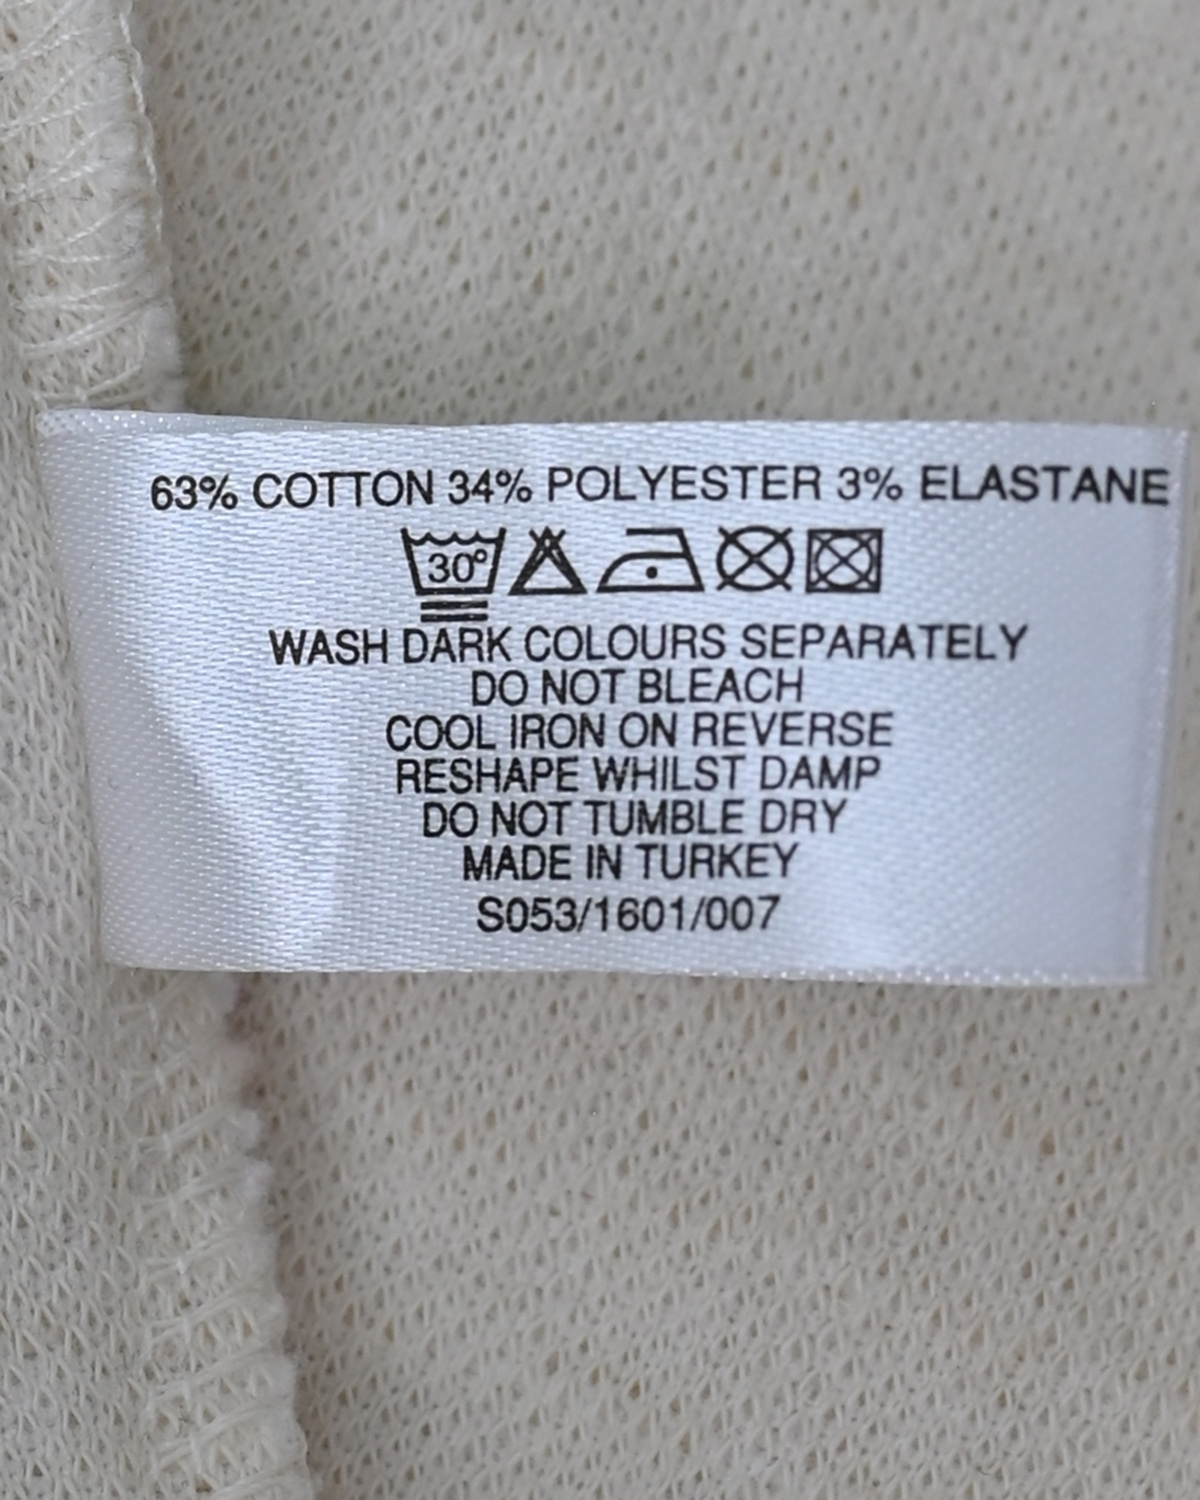 63% COTTON 34% POLYESTER 3% ELASTANE
30°
WASH DARK COLOURS SEPARATELY
DO NOT BLEACH
COOL IRON ON REVERSE
RESHAPE WHILST DAMP
DO NOT TUMBLE DRY
MADE IN TURKEY
S053/1601/007